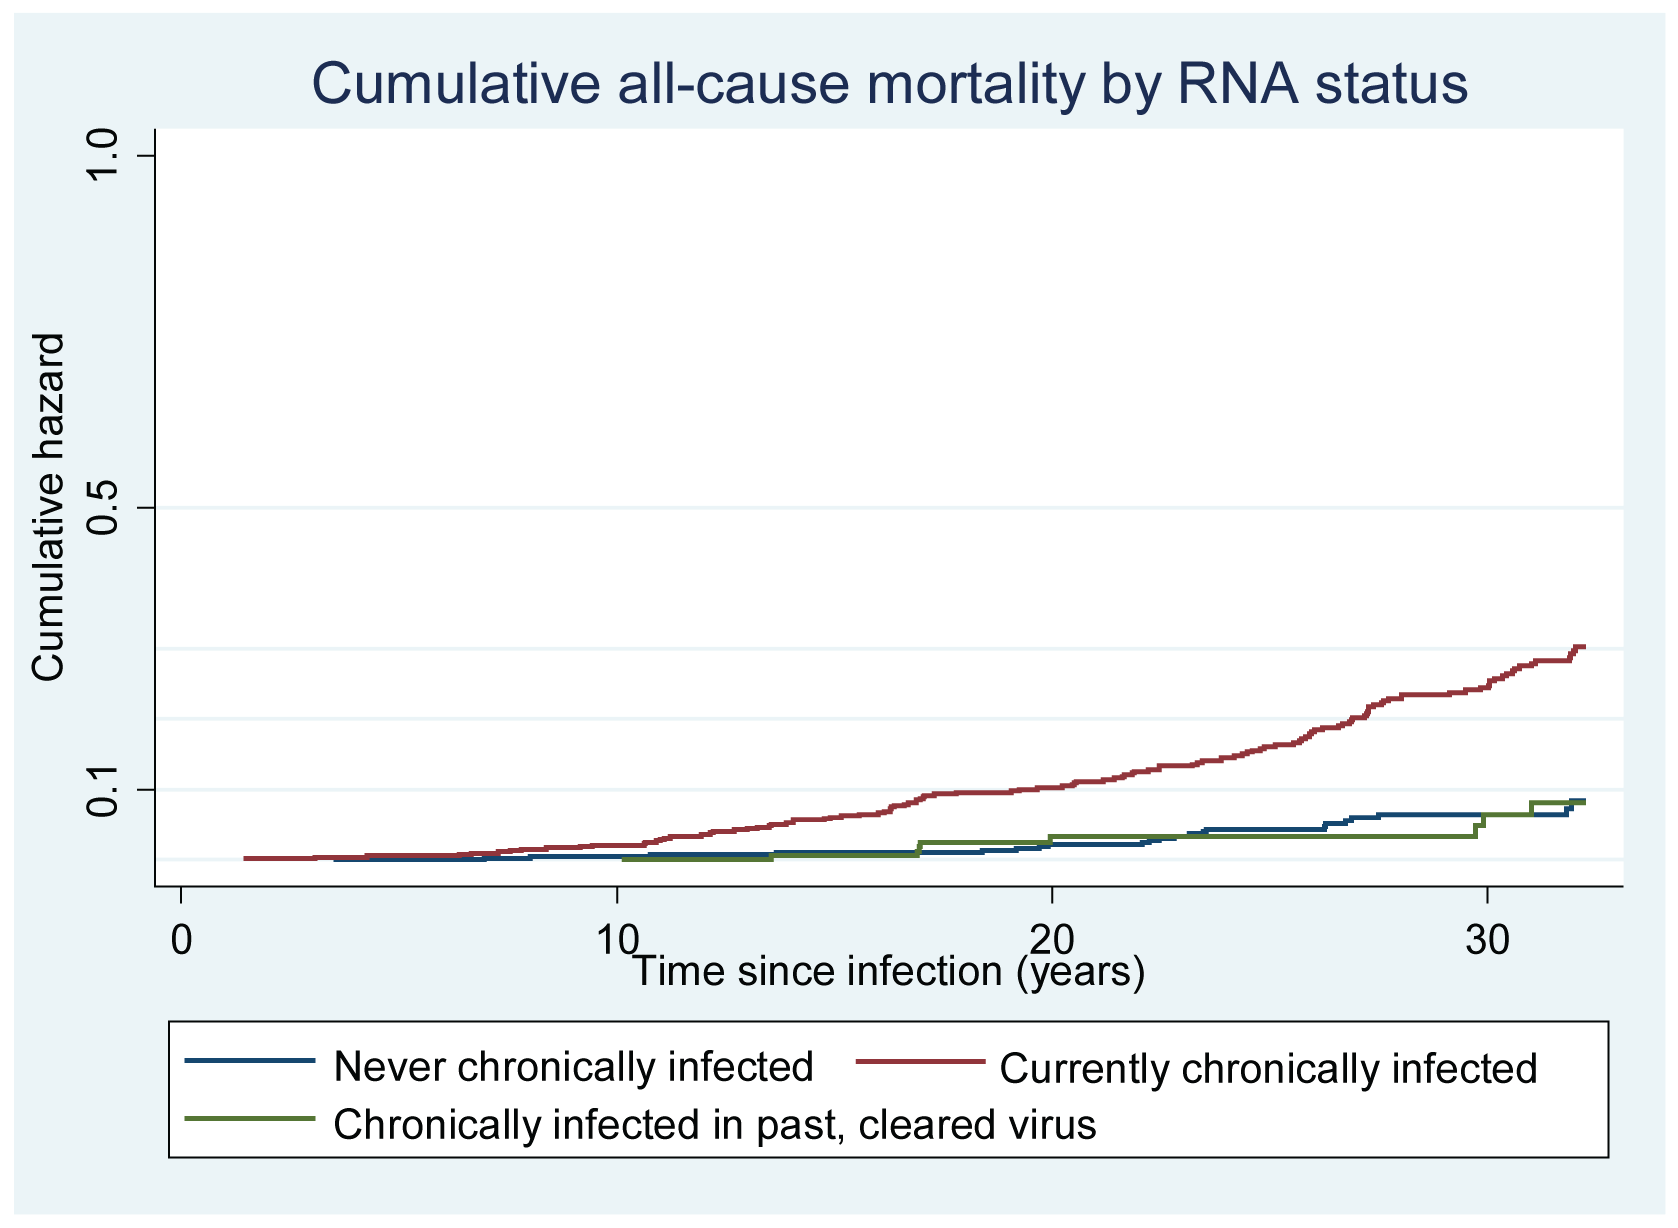 Cumulative all-cause mortality by RNA status
Cumulative hazard
1.0
0.5
0.1
0 10 20 30
Time since infection (years)
Never chronically infected Currently chronically infected
Chronically infected in past, cleared virus